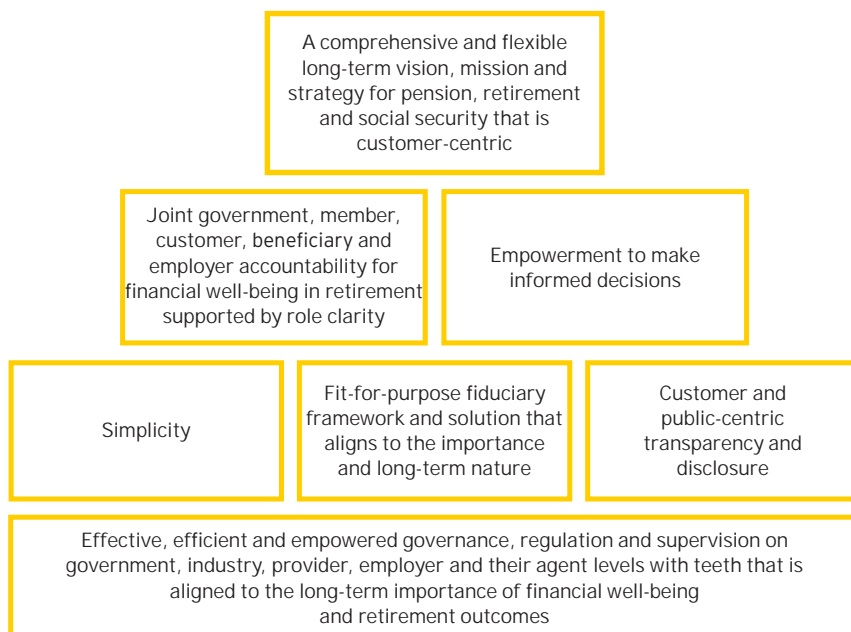 A comprehensive and flexible
long-term vision, mission and
strategy for pension, retirement
and social security that is
customer-centric
Joint government, member,
customer, beneficiary and
employer accountability for
financial well-being in retirement
supported by role clarity
Empowerment to make
informed decisions
Simplicity
Fit-for-purpose fiduciary
framework and solution that
aligns to the importance
and long-term nature
Customer and
public-centric
transparency and
disclosure
Effective, efficient and empowered governance, regulation and supervision on
government, industry, provider, employer and their agent levels with teeth that is
aligned to the long-term importance of financial well-being
and retirement outcomes